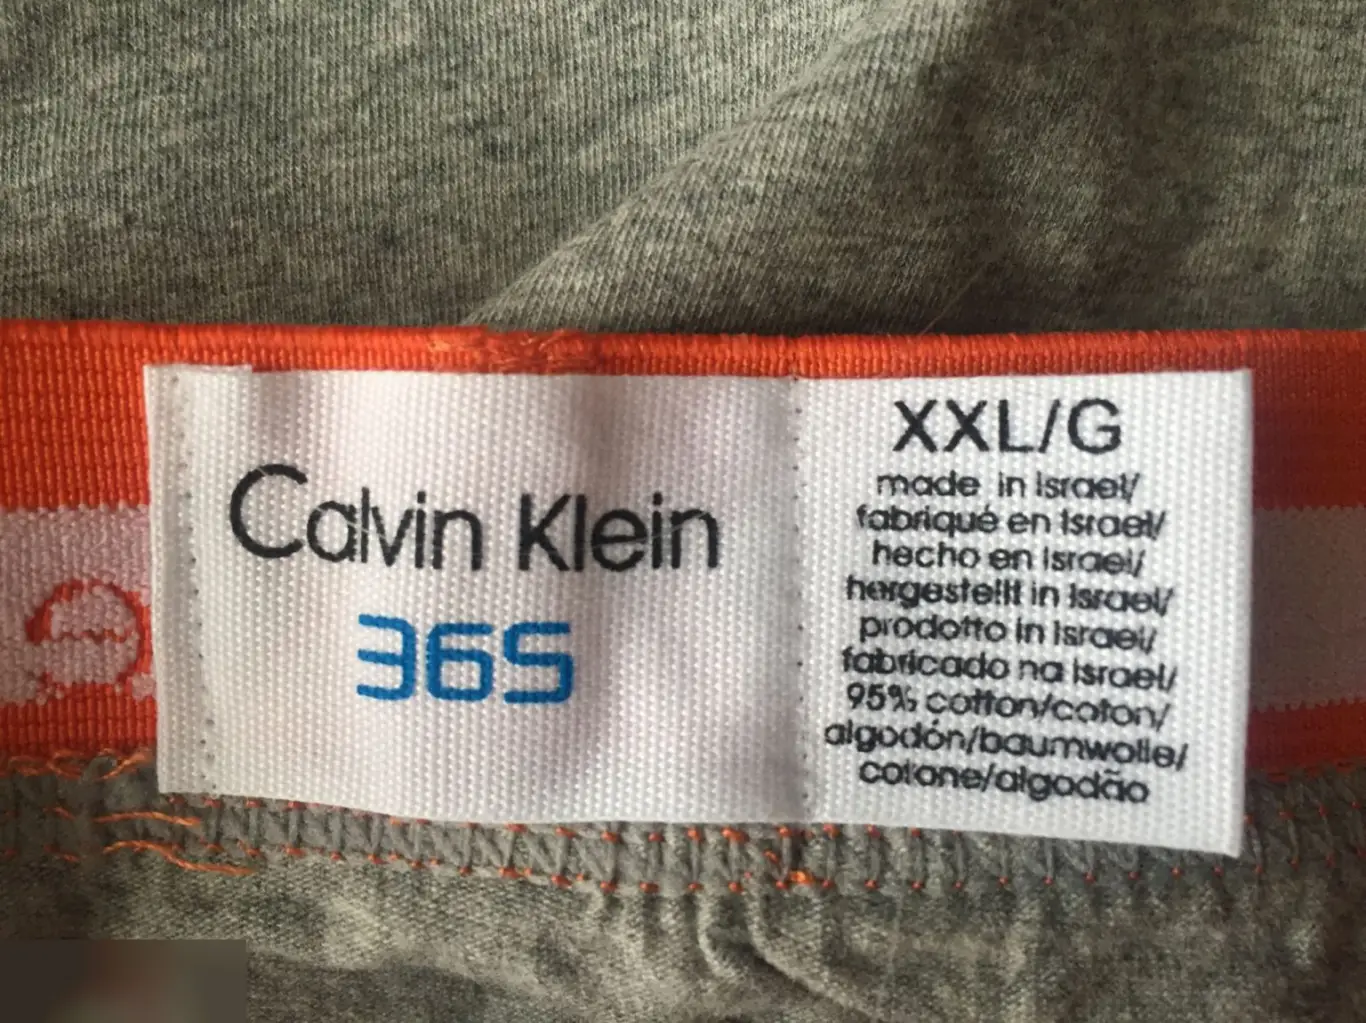 Calvin Klein
365
XXL/G
made in Israel/
fabriqué en Israel/
hecho en Israel/
hergestellt in Israel/
prodotto in Israel/
fabricado na Israel/
95% cotton/coton/
algodón/baumwolle/
cotone/algodão